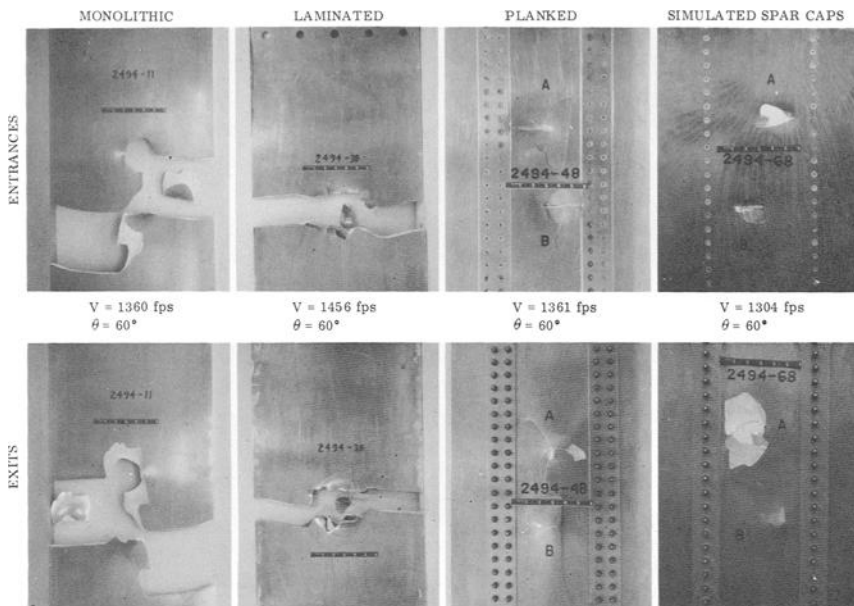 MONOLITHIC
LAMINATED
PLANKED
SIMULATED SPAR CAPS
ENTRANCES
2494-11
2494-38
A
2494-48
B
A
2494-68
B
V = 1360 fps
θ = 60°
V = 1456 fps
θ = 60°
V = 1361 fps
θ = 60°
V = 1304 fps
θ = 60°
EXITS
2494-11
2494-38
A
2494-48
B
2494-68
A
B